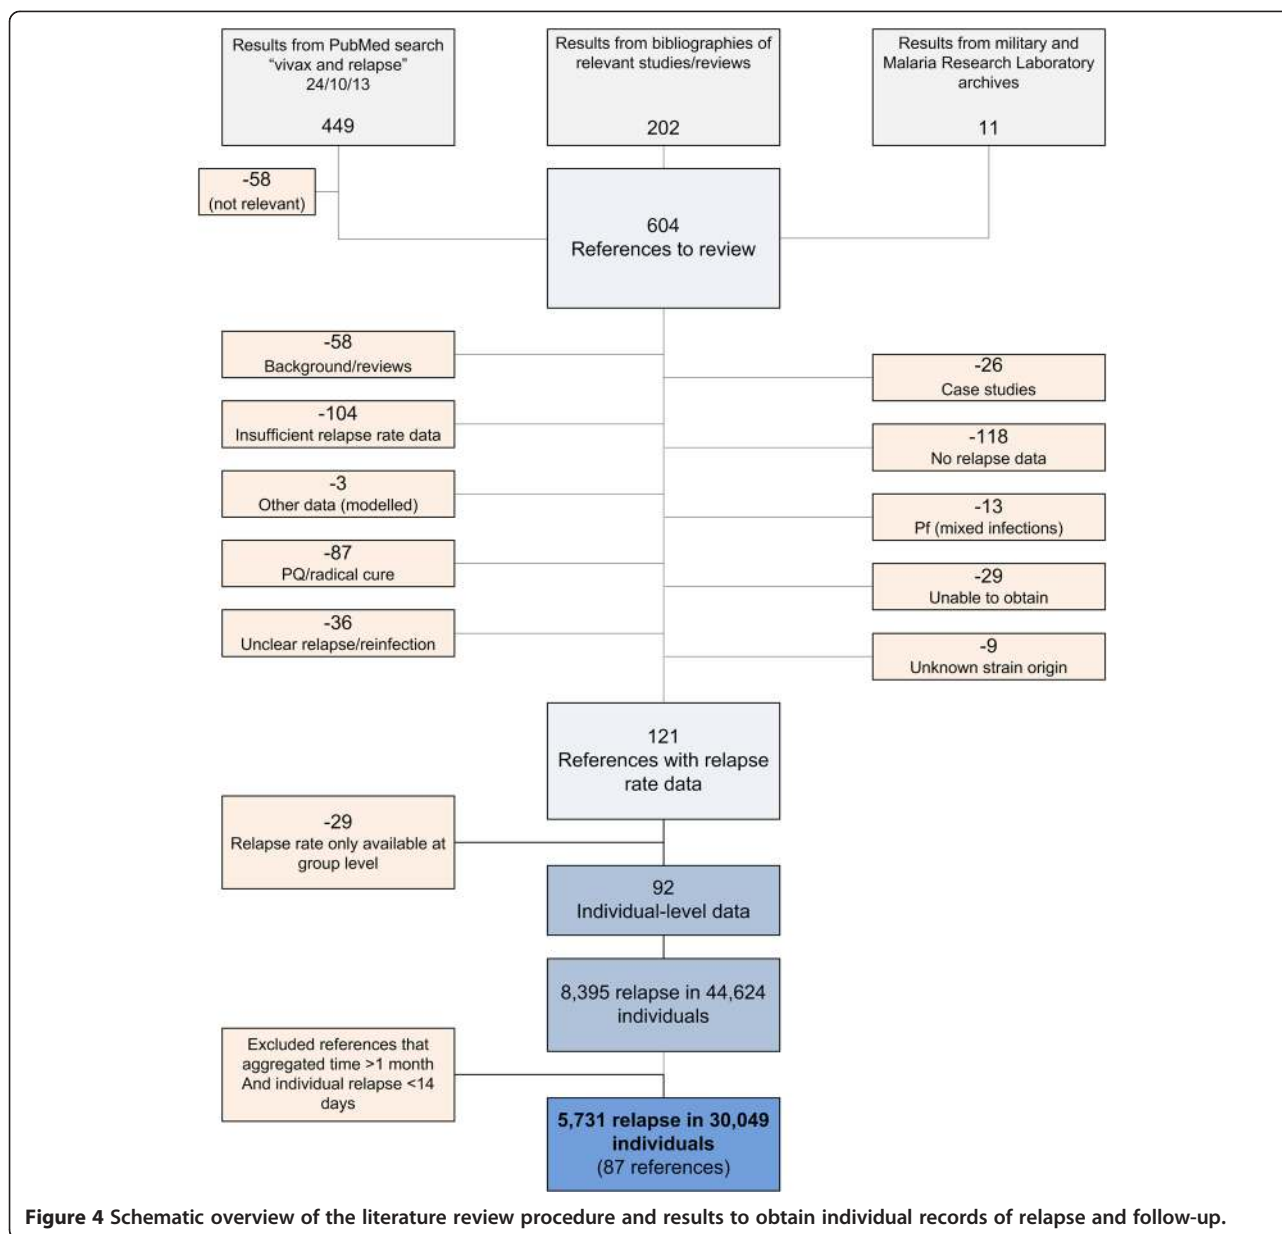 Results from PubMed search
“vivax and relapse”
24/10/13
449
Results from bibliographies of
relevant studies/reviews
202
Results from military and
Malaria Research Laboratory
archives
11
-58
(not relevant)
604
References to review
-58
Background/reviews
-26
Case studies
-104
Insufficient relapse rate data
-118
No relapse data
-3
Other data (modelled)
-13
Pf (mixed infections)
-87
PQ/radical cure
-29
Unable to obtain
-36
Unclear relapse/reinfection
-9
Unknown strain origin
121
References with relapse
rate data
-29
Relapse rate only available at
group level
92
Individual-level data
8,395 relapse in 44,624
individuals
Excluded references that
aggregated time >1 month
And individual relapse <14
days
5,731 relapse in 30,049
individuals
(87 references)
Figure 4 Schematic overview of the literature review procedure and results to obtain individual records of relapse and follow-up.